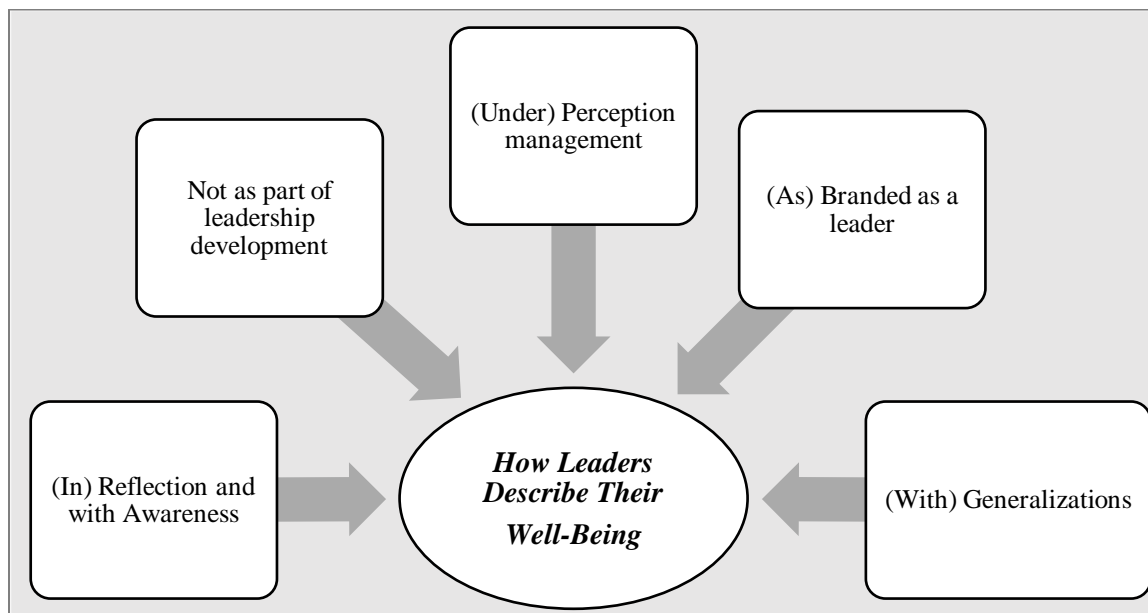 (Under) Perception
management
Not as part of
leadership
development
(As) Branded as a
leader
(In) Reflection and
with Awareness
How Leaders
Describe Their
Well-Being
(With) Generalizations